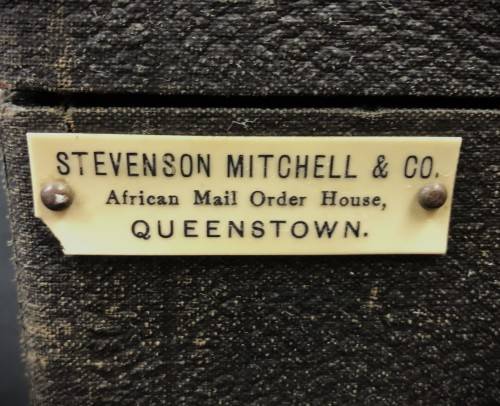 STEVENSON MITCHELL & CO.
African Mail Order House,
QUEENSTOWN.